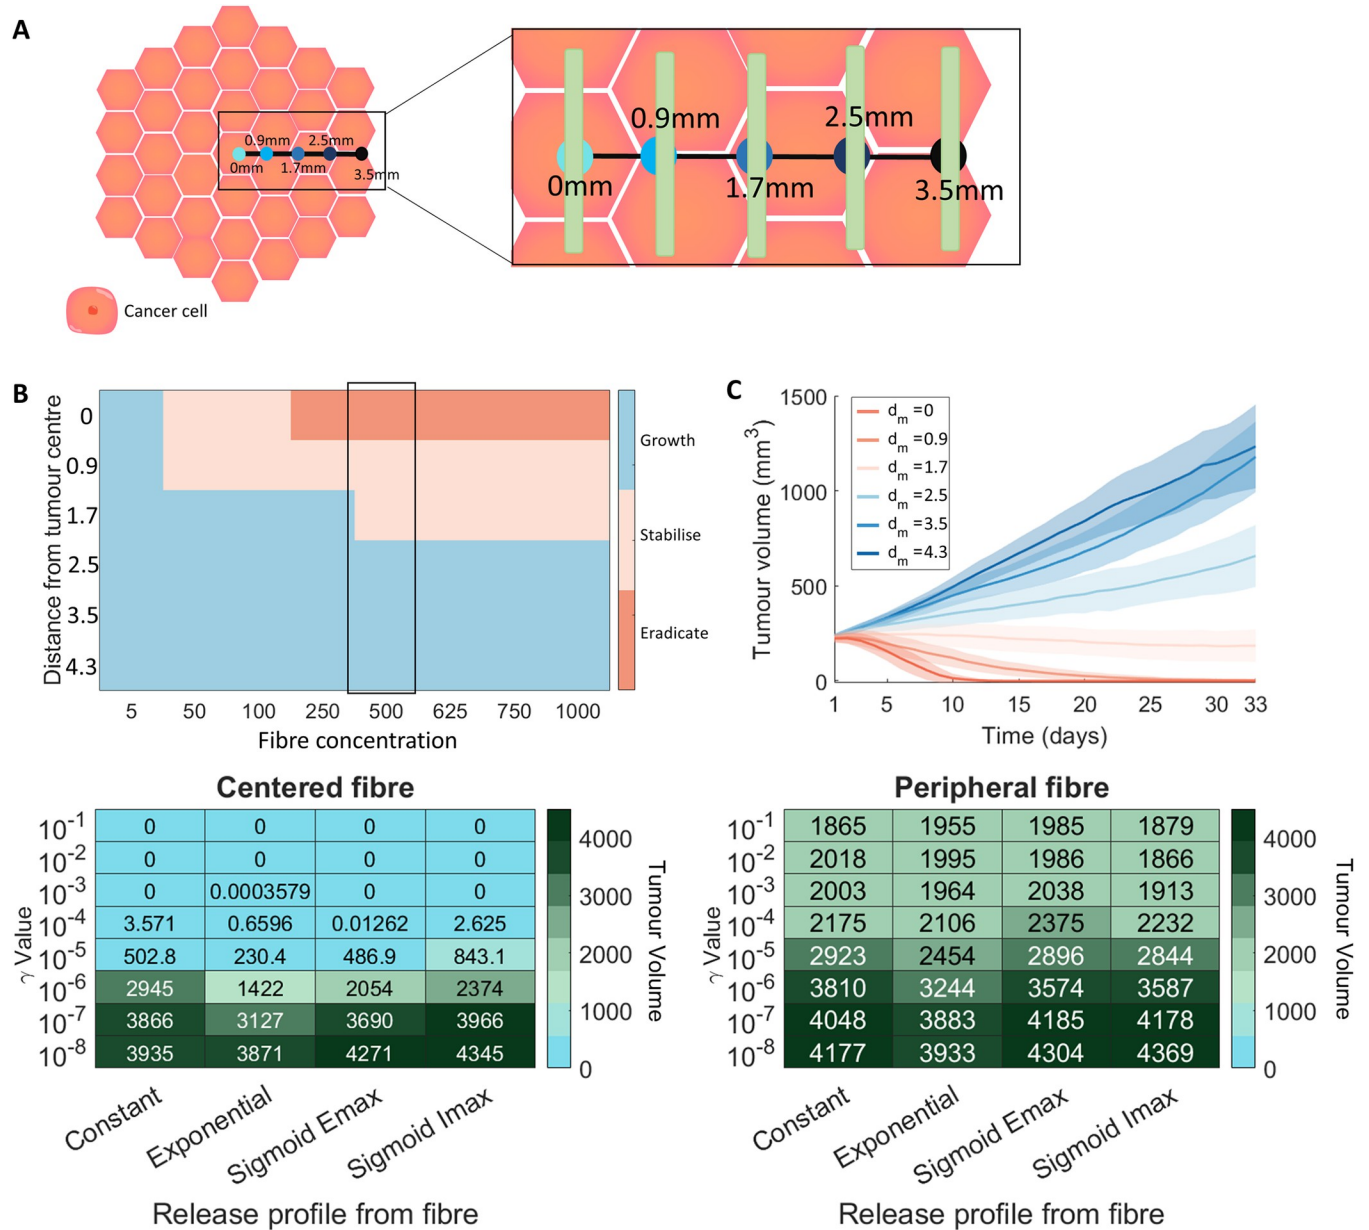 A
0.9mm 2.5mm
0mm 1.7mm
3.5mm
0.9mm 2.5mm
0mm 1.7mm 3.5mm
Cancer cell
B
Distance from tumour centre
0
0.9
1.7
2.5
3.5
4.3
5 50 100 250 500 625 750 1000
Fibre concentration
Growth
Stabilise
Eradicate
C
Tumour volume (mm³)
1500
1000
500
0
d_m=0
d_m=0.9
d_m=1.7
d_m=2.5
d_m=3.5
d_m=4.3
1 5 10 15 20 25 30 33
Time (days)
Centered fibre
γ Value
10⁻¹ 0 0 0 0
10⁻² 0 0 0 0
10⁻³ 0 0.0003579 0 0
10⁻⁴ 3.571 0.6596 0.01262 2.625
10⁻⁵ 502.8 230.4 486.9 843.1
10⁻⁶ 2945 1422 2054 2374
10⁻⁷ 3866 3127 3690 3966
10⁻⁸ 3935 3871 4271 4345
Constant Exponential Sigmoid Emax Sigmoid Imax
Release profile from fibre
4000
3000
2000
1000
0
Tumour Volume
Peripheral fibre
γ Value
10⁻¹ 1865 1955 1985 1879
10⁻² 2018 1995 1986 1866
10⁻³ 2003 1964 2038 1913
10⁻⁴ 2175 2106 2375 2232
10⁻⁵ 2923 2454 2896 2844
10⁻⁶ 3810 3244 3574 3587
10⁻⁷ 4048 3883 4185 4178
10⁻⁸ 4177 3933 4304 4369
Constant Exponential Sigmoid Emax Sigmoid Imax
Release profile from fibre
4000
3000
2000
1000
0
Tumour Volume